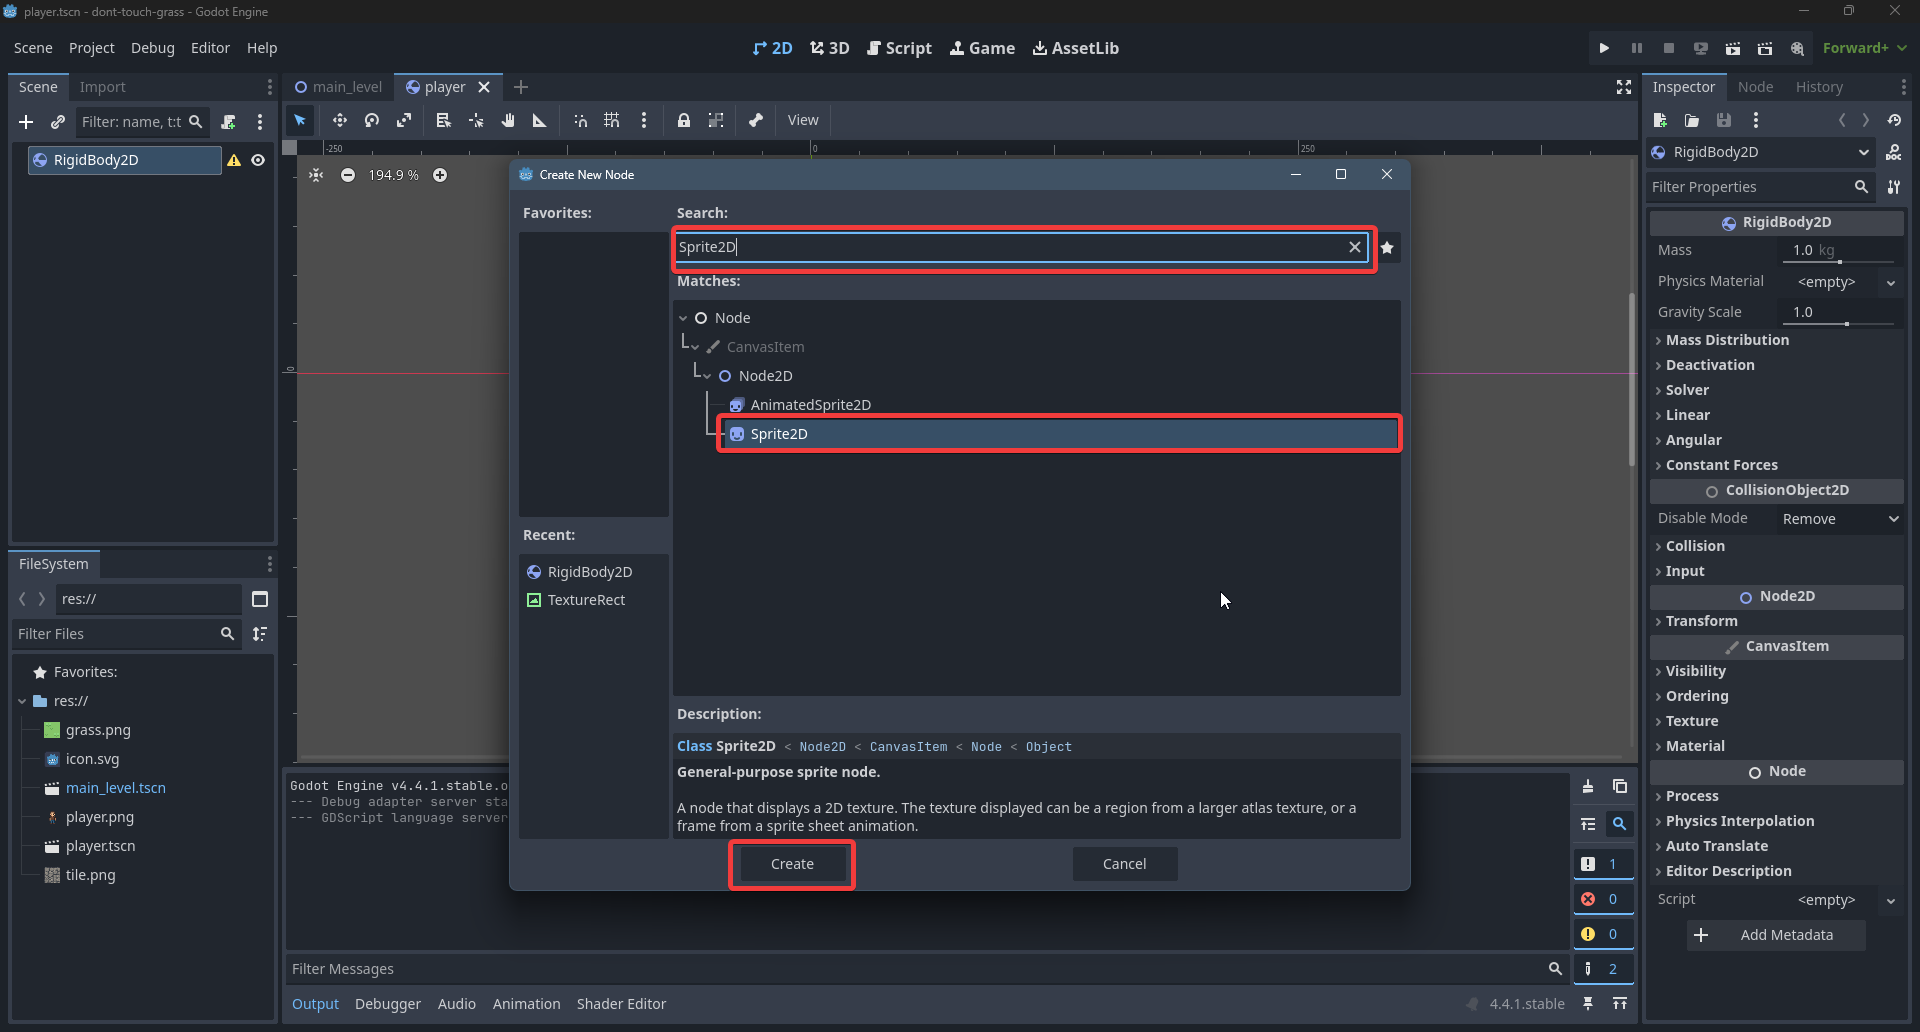 player.tscn - dont-touch-grass - Godot Engine
Scene Project Debug Editor Help
2D 3D Script Game AssetLib
Forward+
Scene Import
Filter: name, t:t
RigidBody2D
main_level player
View
-250 0 250
0
194.9 %
Create New Node
Favorites:
Search:
Sprite2D
Matches:
Node
CanvasItem
Node2D
AnimatedSprite2D
Sprite2D
Recent:
RigidBody2D
TextureRect
Description:
Class Sprite2D < Node2D < CanvasItem < Node < Object
General-purpose sprite node.
A node that displays a 2D texture. The texture displayed can be a region from a larger atlas texture, or a
frame from a sprite sheet animation.
Create
Cancel
FileSystem
res://
Filter Files
Favorites:
res://
grass.png
icon.svg
main_level.tscn
player.png
player.tscn
tile.png
Godot Engine v4.4.1.stable.o
--- Debug adapter server sta
--- GDScript language server
1
0
0
2
Filter Messages
Output Debugger Audio Animation Shader Editor
4.4.1.stable
Inspector Node History
RigidBody2D
DOC
Filter Properties
RigidBody2D
Mass 1.0 kg
Physics Material <empty>
Gravity Scale 1.0
Mass Distribution
Deactivation
Solver
Linear
Angular
Constant Forces
CollisionObject2D
Disable Mode Remove
Collision
Input
Node2D
Transform
CanvasItem
Visibility
Ordering
Texture
Material
Node
Process
Physics Interpolation
Auto Translate
Editor Description
Script <empty>
Add Metadata